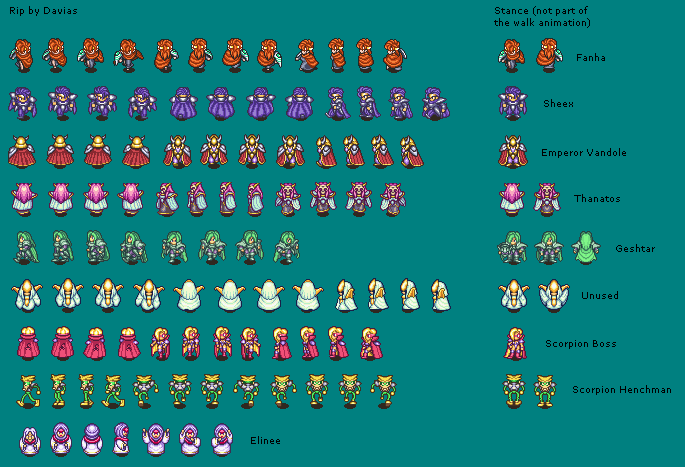 Rip by Davias
Stance (not part of
the walk animation)
Fanha
Sheex
Emperor Vandole
Thanatos
Geshtar
Unused
Scorpion Boss
Scorpion Henchman
Elinee